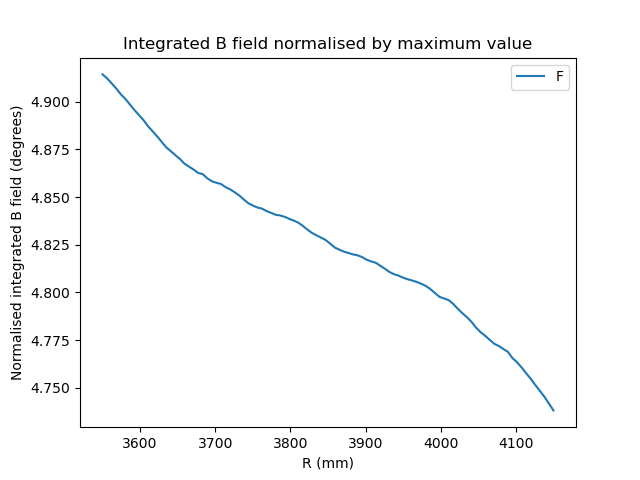 Integrated B field normalised by maximum value
F
Normalised integrated B field (degrees)
4.900
4.875
4.850
4.825
4.800
4.775
4.750
3600 3700 3800 3900 4000 4100
R (mm)